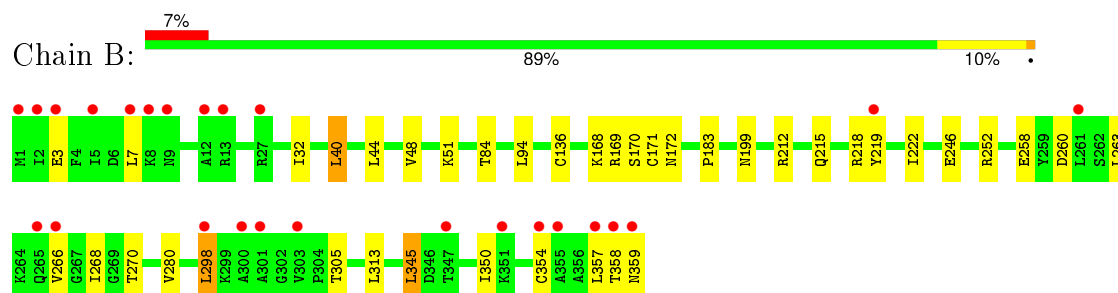 7%
Chain B:
89% 10% •
M1 I2 E3 F4 I5 D6 L7 K8 N9 A12 R13 R27 I32 L40 L44 V48 K51 T84 L94 C136 K168 R169 S170 C171 N172 P183 N199 R212 Q215 R218 Y219 I222 E246 R252 E258 Y259 D260 L261 S262 L263
K264 Q265 V266 G267 I268 G269 T270 V280 L298 K299 A300 A301 G302 V303 P304 T305 L313 L345 D346 T347 I350 K351 C354 A355 A356 L357 T358 N359